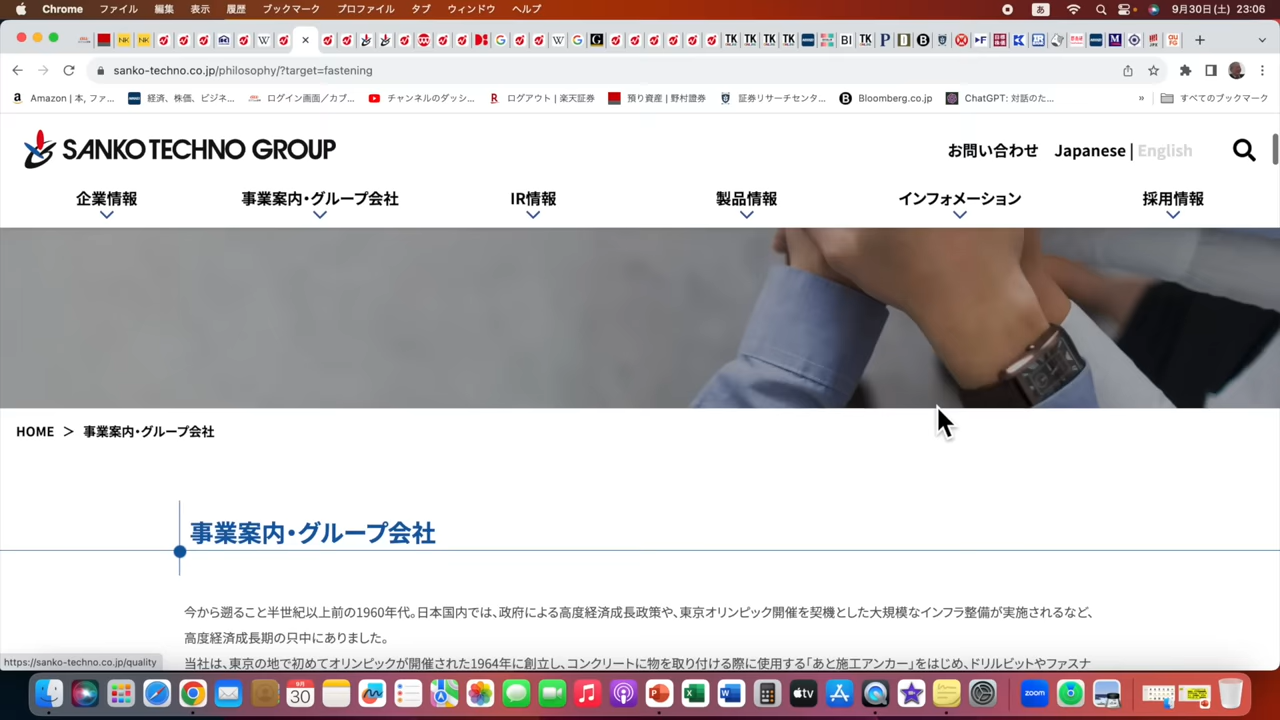 Chrome ファイル 編集 表示 履歴 ブックマーク プロファイル タブ ウィンドウ ヘルプ あ 9月30日(土) 23:06
sanko-techno.co.jp/philosophy/?target=fastening
Amazon | 本, ファ... 経済、株価、ビジネ... ログイン画面／カブ... チャンネルのダッシ... ログアウト | 楽天証券 預り資産 | 野村證券 証券リサーチセンタ... Bloomberg.co.jp ChatGPT: 対話のた... » すべてのブックマーク
SANKO TECHNO GROUP
お問い合わせ Japanese | English
企業情報 事業案内・グループ会社 IR情報 製品情報 インフォメーション 採用情報
HOME > 事業案内・グループ会社
事業案内・グループ会社
今から遡ること半世紀以上前の1960年代。日本国内では、政府による高度経済成長政策や、東京オリンピック開催を契機とした大規模なインフラ整備が実施されるなど、
高度経済成長期の只中にありました。
当社は、東京の地で初めてオリンピックが開催された1964年に創立し、コンクリートに物を取り付ける際に使用する「あと施工アンカー」をはじめ、ドリルビットやファスナ
https://sanko-techno.co.jp/quality
9月
30
tv
zoom